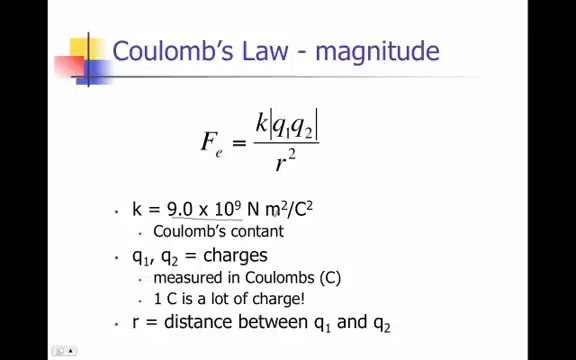 Coulomb's Law - magnitude
Fₑ = k|q₁q₂| / r²
k = 9.0 x 10⁹ N m²/C²
Coulomb's contant
q₁, q₂ = charges
measured in Coulombs (C)
1 C is a lot of charge!
r = distance between q₁ and q₂